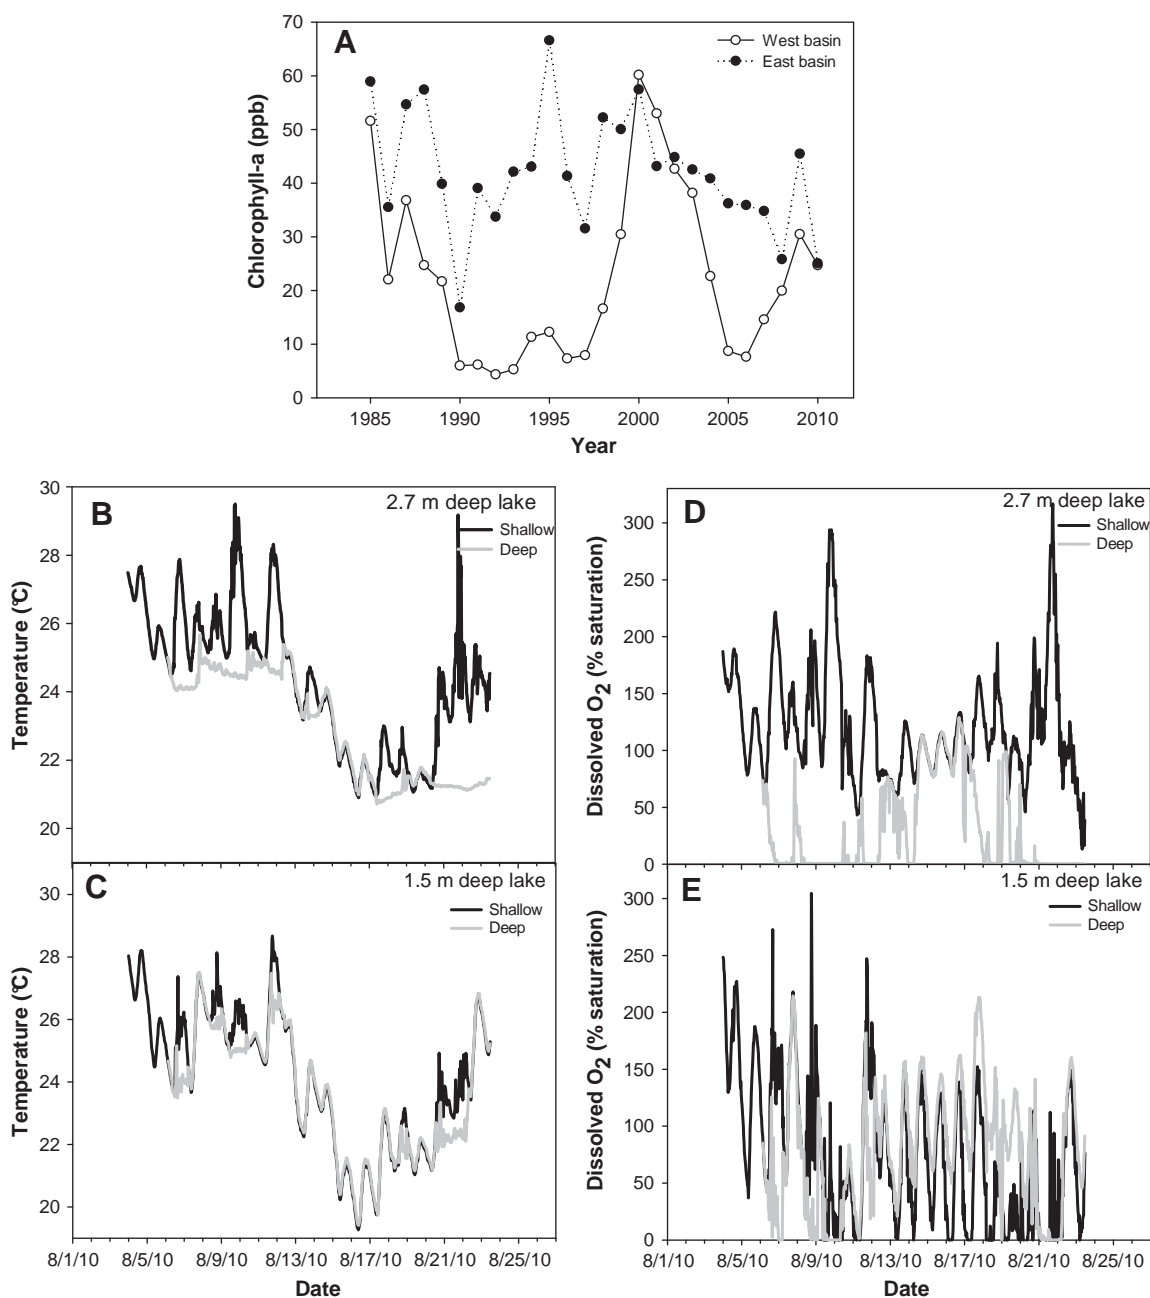 A
West basin
East basin
70
60
50
40
30
20
10
0
Chlorophyll-a (ppb)
1985 1990 1995 2000 2005 2010
Year
B
2.7 m deep lake
Shallow
Deep
30
28
26
24
22
20
Temperature (°C)
D
2.7 m deep lake
Shallow
Deep
300
250
200
150
100
50
0
Dissolved O2 (% saturation)
C
1.5 m deep lake
Shallow
Deep
30
28
26
24
22
20
Temperature (°C)
8/1/10 8/5/10 8/9/10 8/13/10 8/17/10 8/21/10 8/25/10
Date
E
1.5 m deep lake
Shallow
Deep
300
250
200
150
100
50
0
Dissolved O2 (% saturation)
8/1/10 8/5/10 8/9/10 8/13/10 8/17/10 8/21/10 8/25/10
Date